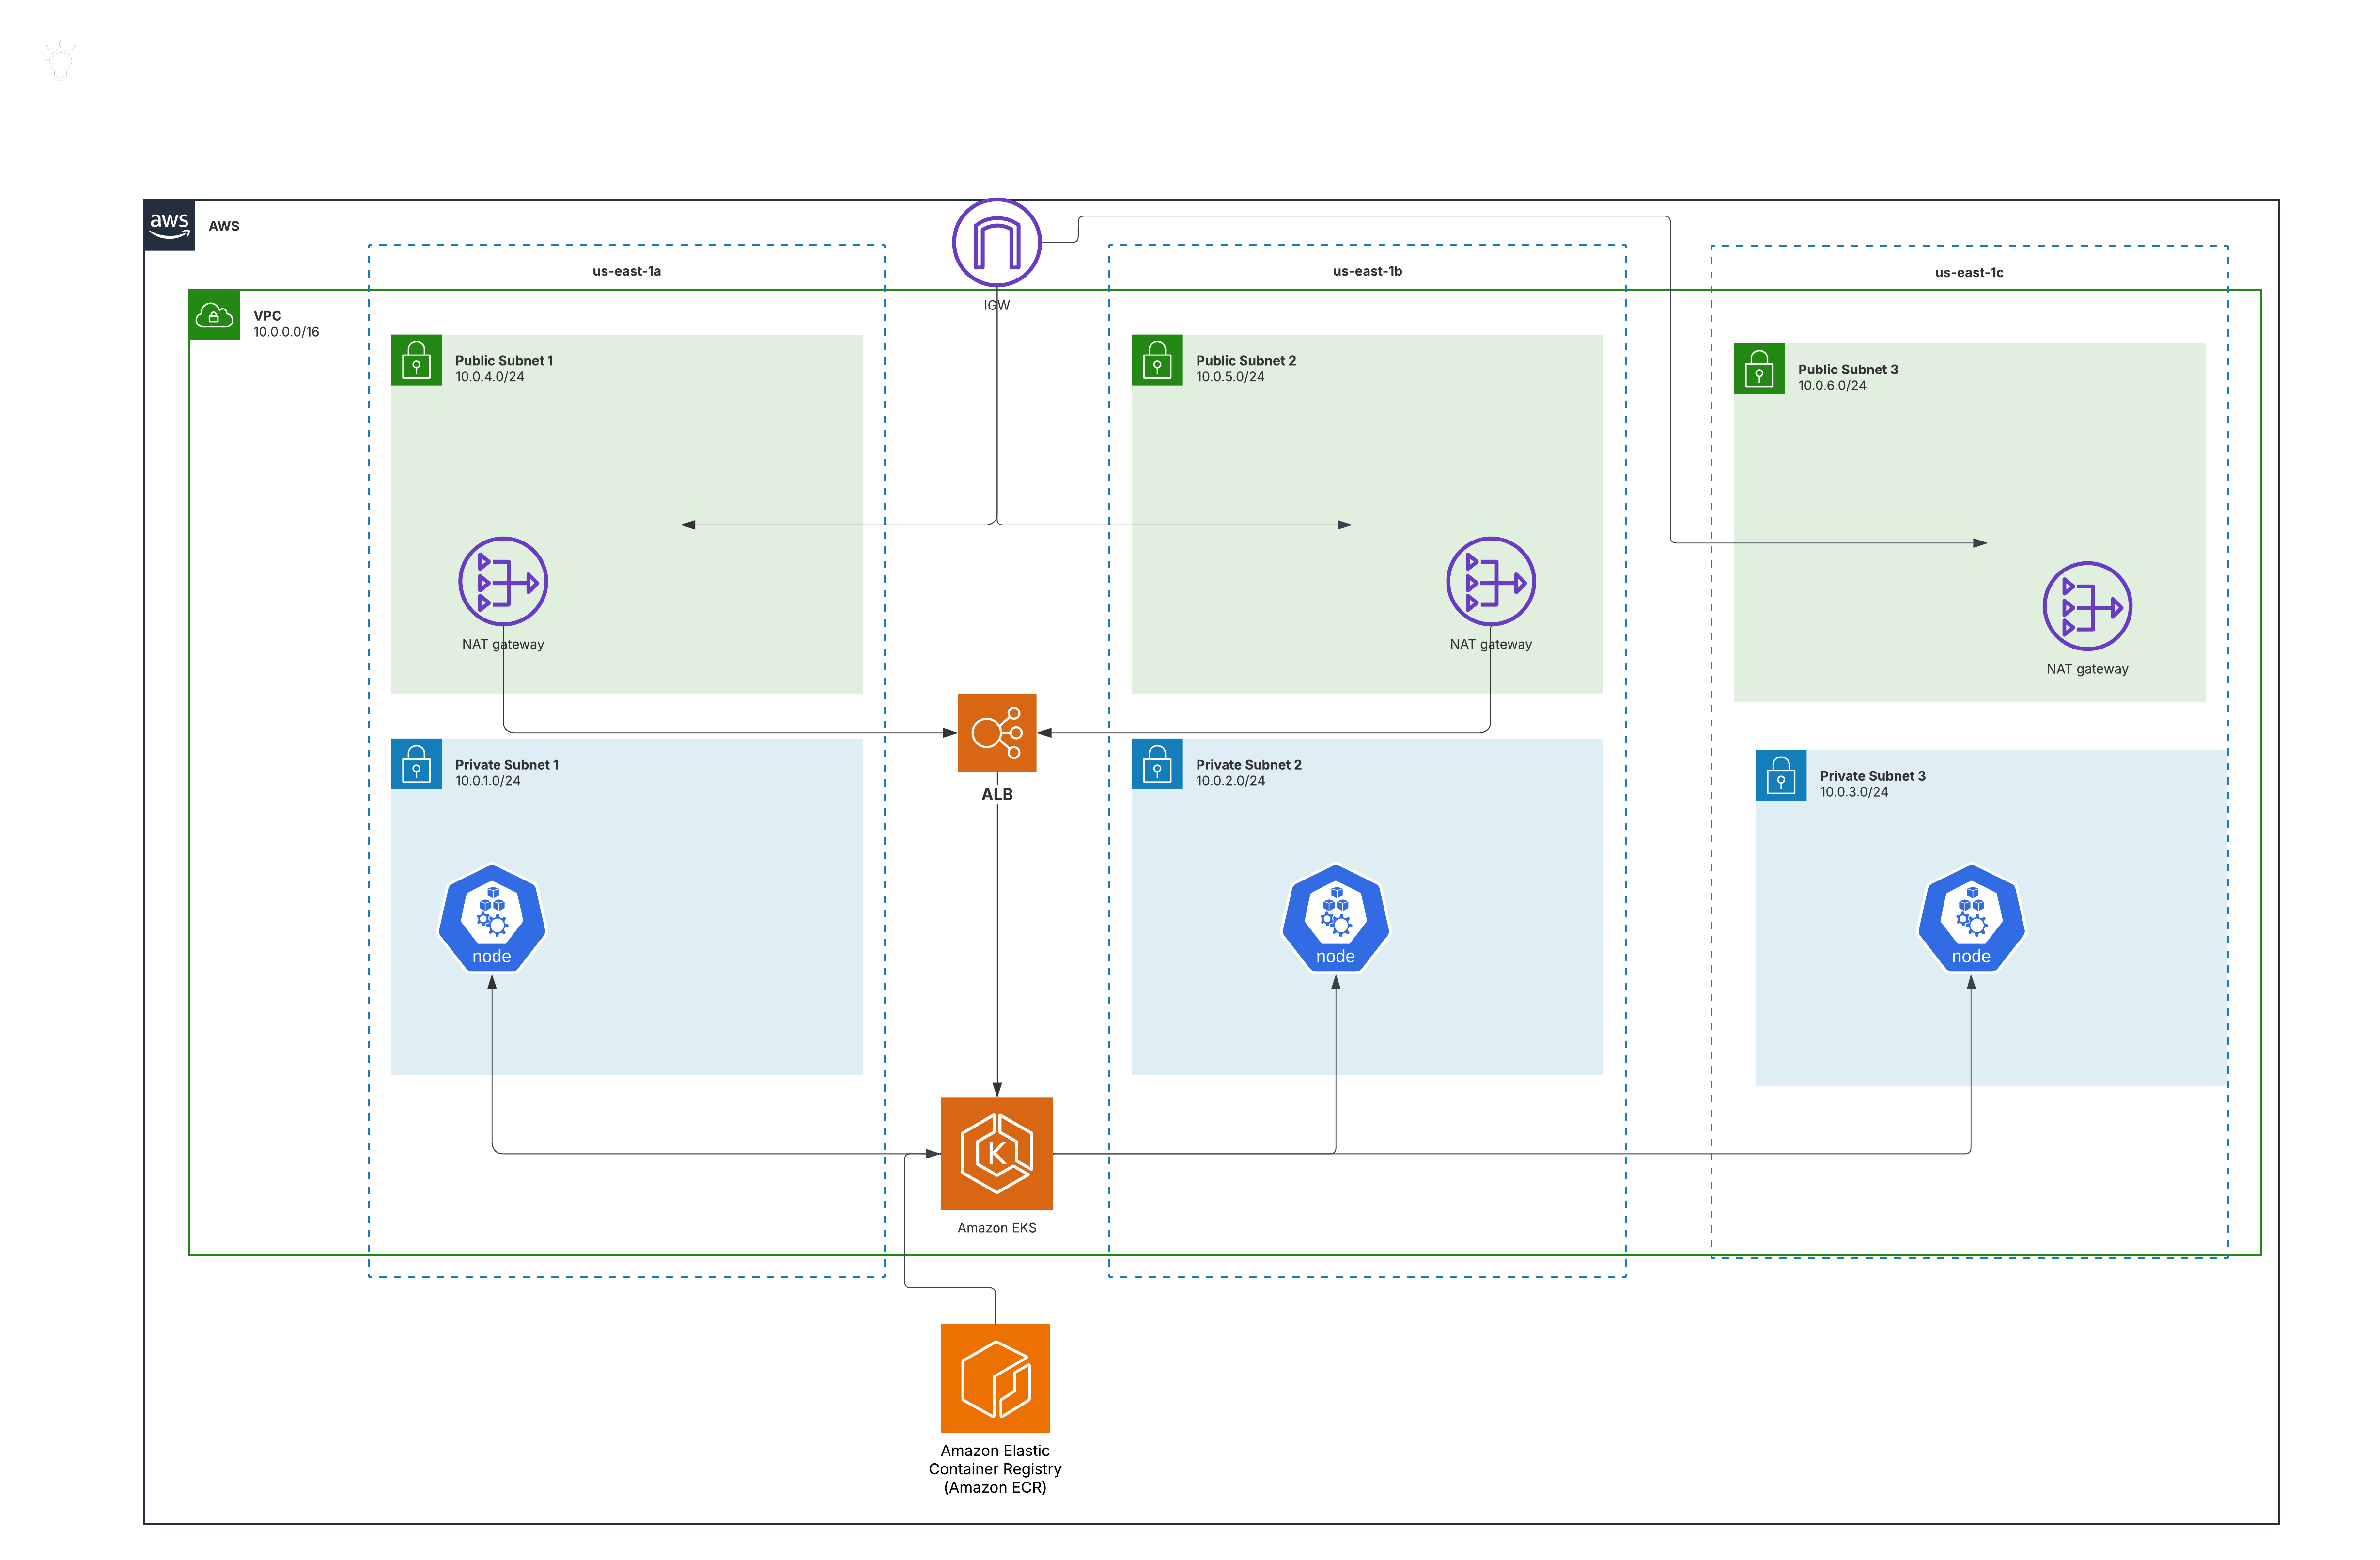 aws
AWS
us-east-1a
us-east-1b
us-east-1c
IGW
VPC
10.0.0.0/16
Public Subnet 1
10.0.4.0/24
Public Subnet 2
10.0.5.0/24
Public Subnet 3
10.0.6.0/24
NAT gateway
NAT gateway
NAT gateway
ALB
Private Subnet 1
10.0.1.0/24
Private Subnet 2
10.0.2.0/24
Private Subnet 3
10.0.3.0/24
node
node
node
K
Amazon EKS
Amazon Elastic
Container Registry
(Amazon ECR)